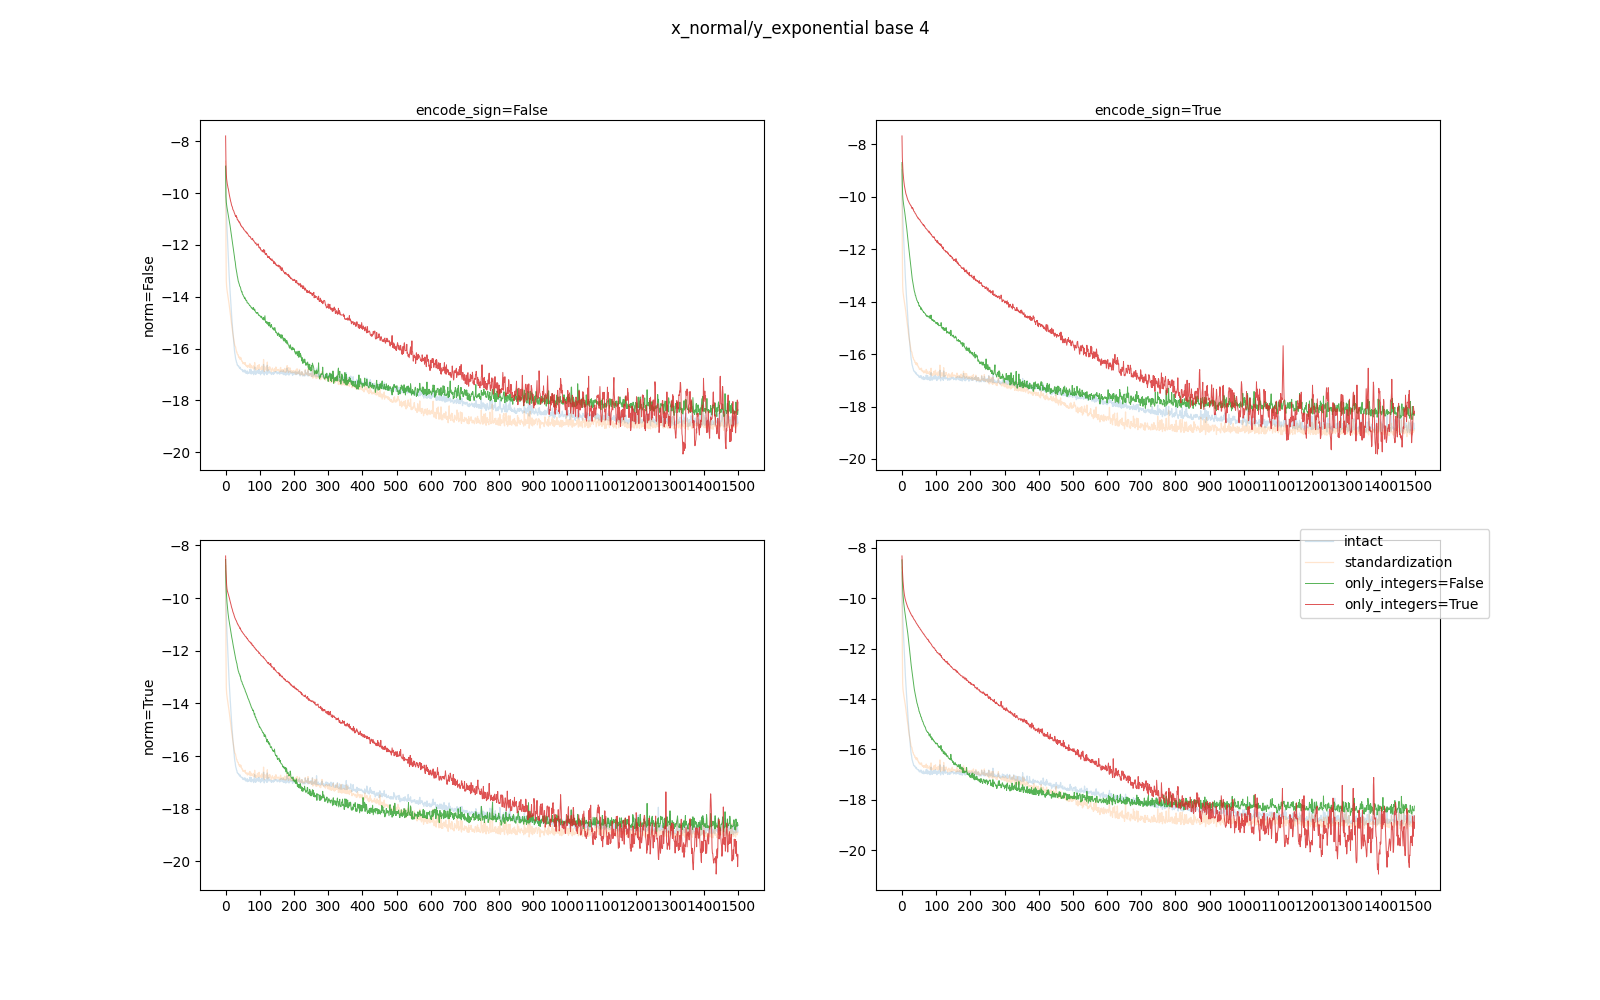 x_normal/y_exponential base 4
encode_sign=False
encode_sign=True
norm=False
−8
−10
−12
−14
−16
−18
−20
0 100 200 300 400 500 600 700 800 900 1000 1100 1200 1300 1400 1500
−8
−10
−12
−14
−16
−18
−20
0 100 200 300 400 500 600 700 800 900 1000 1100 1200 1300 1400 1500
norm=True
−8
−10
−12
−14
−16
−18
−20
0 100 200 300 400 500 600 700 800 900 1000 1100 1200 1300 1400 1500
−8
−10
−12
−14
−16
−18
−20
0 100 200 300 400 500 600 700 800 900 1000 1100 1200 1300 1400 1500
intact
standardization
only_integers=False
only_integers=True